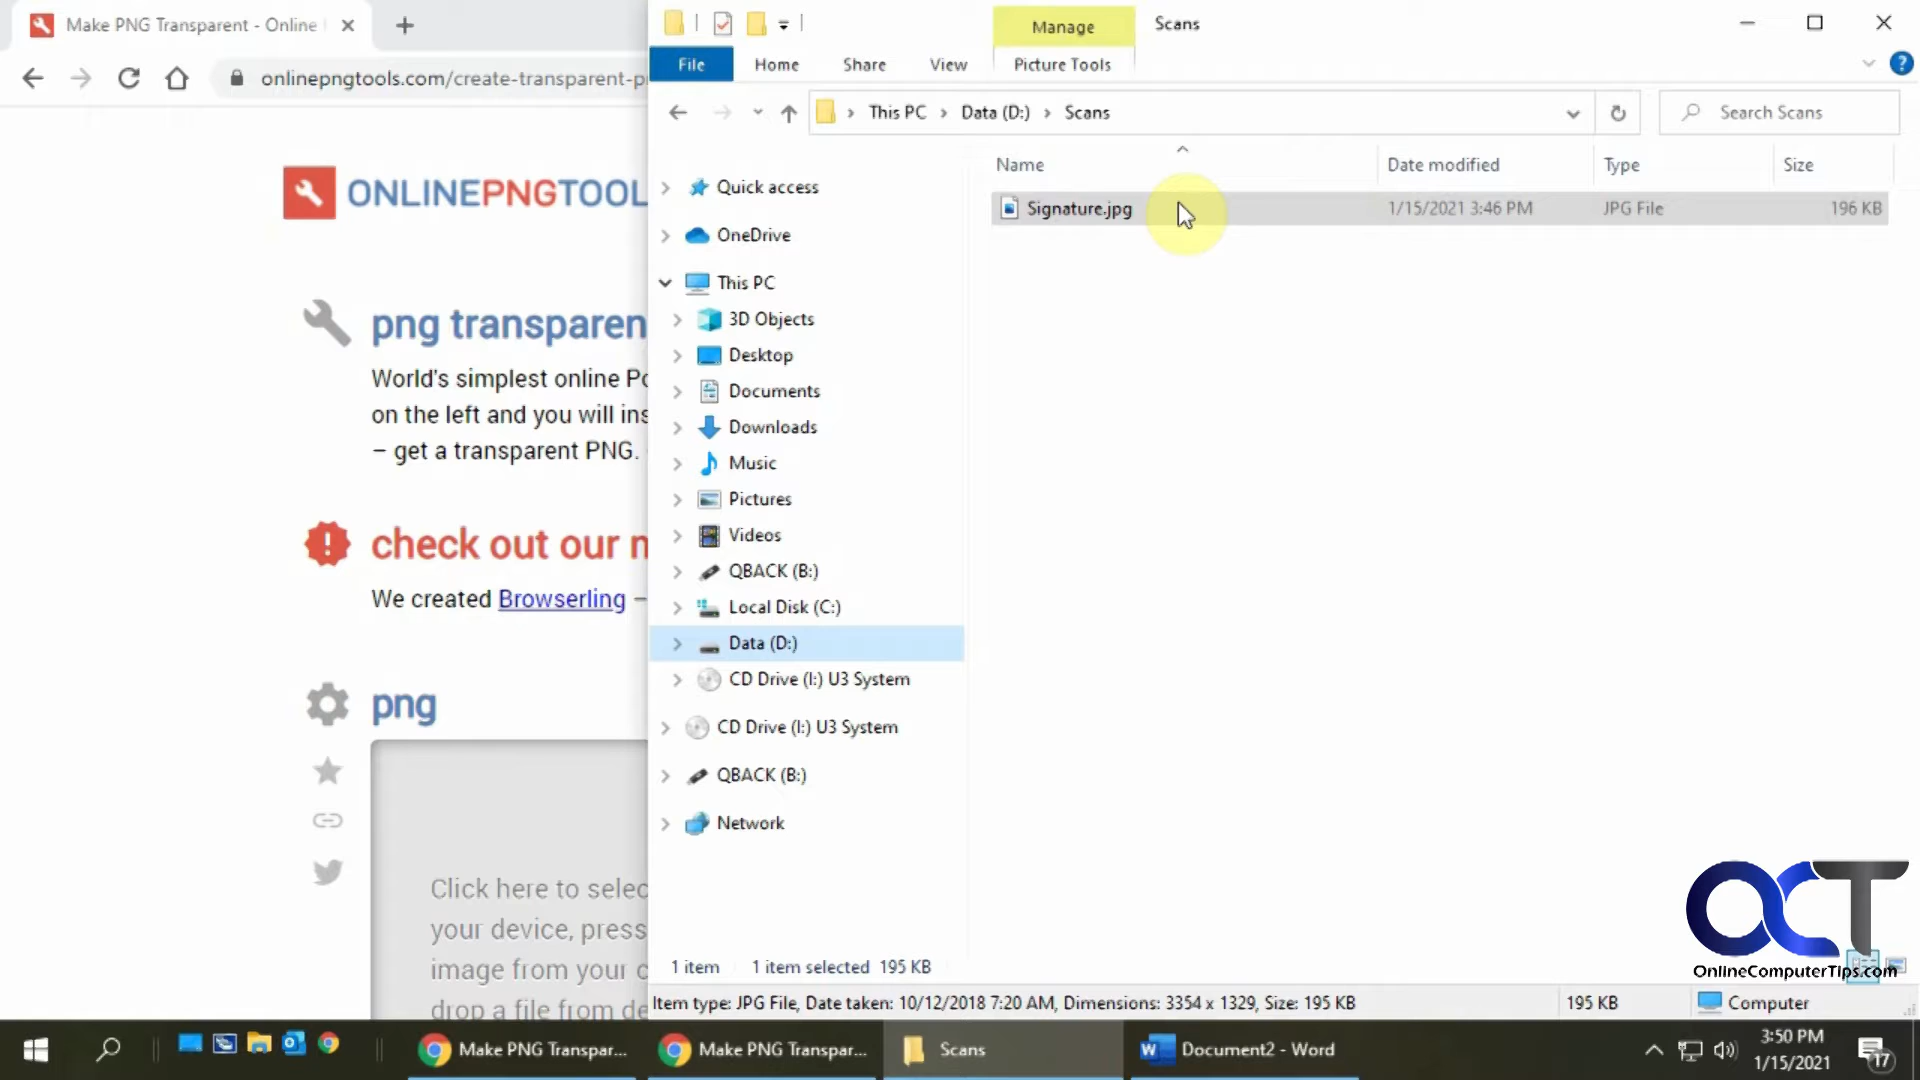 Make PNG Transparent - Online
onlinepngtools.com/create-transparent-p
ONLINEPNGTOOL
png transparen
World's simplest online Po
on the left and you will ins
– get a transparent PNG.
check out our
We created Browserling –
png
Click here to selec
your device, press
image from your c
drop a file from de
Manage
Scans
File
Home
Share
View
Picture Tools
This PC
Data (D:)
Scans
Search Scans
Name
Date modified
Type
Size
Signature.jpg
1/15/2021 3:46 PM
JPG File
196 KB
Quick access
OneDrive
This PC
3D Objects
Desktop
Documents
Downloads
Music
Pictures
Videos
QBACK (B:)
Local Disk (C:)
Data (D:)
CD Drive (I:) U3 System
CD Drive (I:) U3 System
QBACK (B:)
Network
1 item
1 item selected 195 KB
Item type: JPG File, Date taken: 10/12/2018 7:20 AM, Dimensions: 3354 x 1329, Size: 195 KB
195 KB
Computer
OCT
OnlineComputerTips.com
Make PNG Transpar...
Make PNG Transpar...
Scans
Document2 - Word
3:50 PM
1/15/2021
17